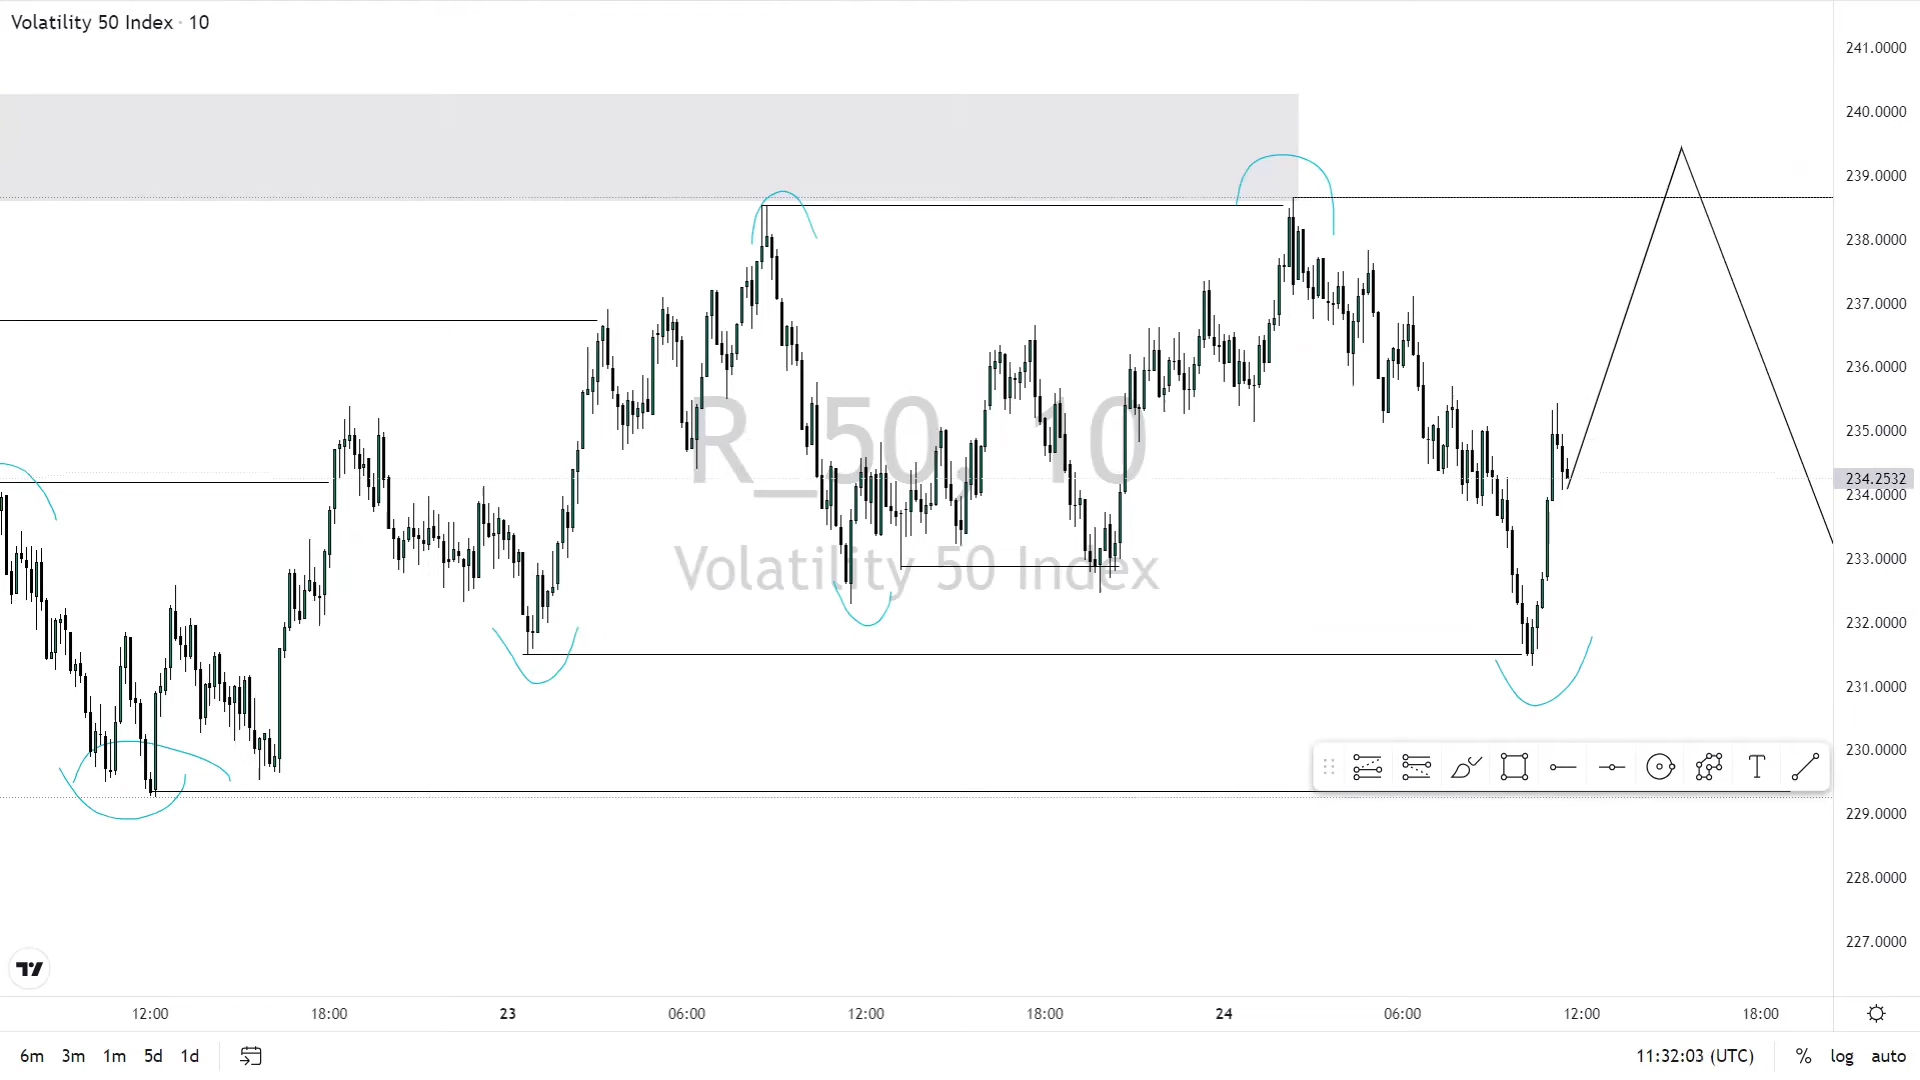 Volatility 50 Index · 10
241.0000
240.0000
239.0000
238.0000
237.0000
236.0000
235.0000
234.2532
234.0000
233.0000
232.0000
231.0000
230.0000
229.0000
228.0000
227.0000
R_50, 10
Volatility 50 Index
T
12:00 18:00 23 06:00 12:00 18:00 24 06:00 12:00 18:00
6m 3m 1m 5d 1d 11:32:03 (UTC) % log auto